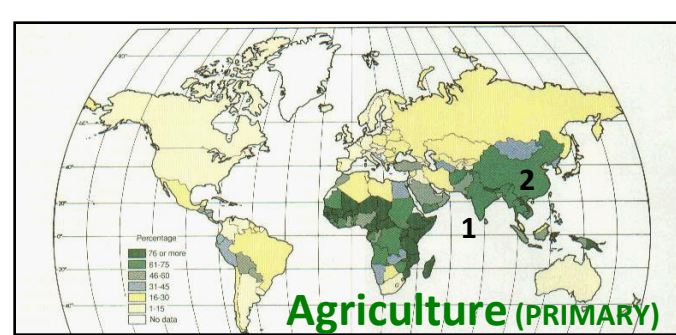 2
1
Percentage
76 or more
61-75
46-60
31-45
16-30
1-15
No data
Agriculture (PRIMARY)